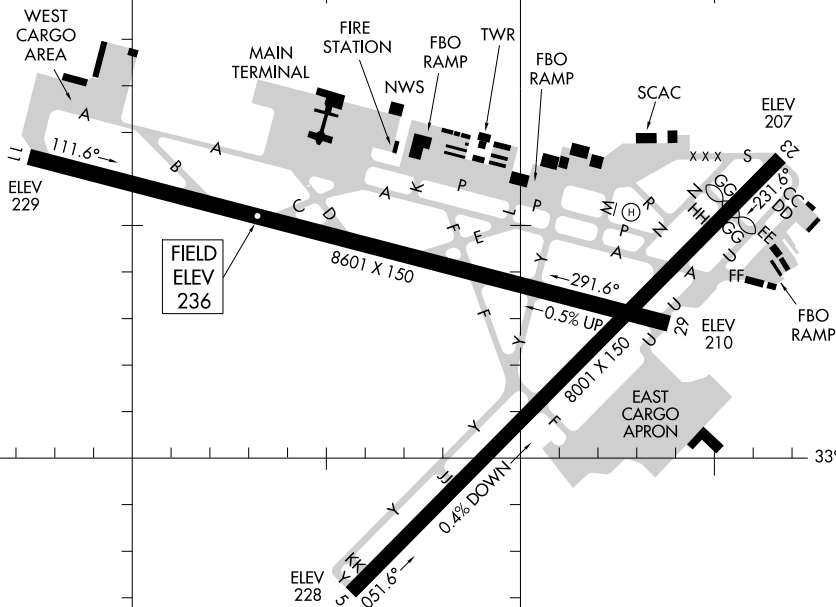 WEST
CARGO
AREA
MAIN
TERMINAL
FIRE
STATION
NWS
FBO
RAMP
TWR
FBO
RAMP
SCAC
ELEV
207
11
111.6°
ELEV
229
A
B
A
C
D
A
K
P
L
P
M
H
R
N
N
P
A
X X X
S
23
231.6°
GG
HH
GG
CC
DD
EE
FF
U
A
U
U
FBO
RAMP
FIELD
ELEV
236
8601 X 150
F
E
Y
291.6°
0.5% UP
29
ELEV
210
F
Y
8001 X 150
EAST
CARGO
APRON
F
Y
JJ
0.4% DOWN
Y
33°
KK
Y
5
051.6°
ELEV
228